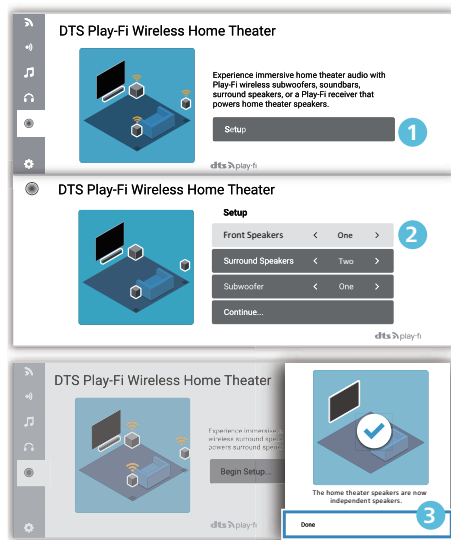 DTS Play-Fi Wireless Home Theater
Experience immersive home theater audio with
Play-Fi wireless subwoofers, soundbars,
surround speakers, or a Play-Fi receiver that
powers home theater speakers.
Setup
1
dts play-fi
DTS Play-Fi Wireless Home Theater
Setup
Front Speakers < One >
2
Surround Speakers < Two >
Subwoofer < One >
Continue...
dts play-fi
DTS Play-Fi Wireless Home Theater
Experience immersive
wireless surround
powers surround
Begin Setup...
dts play-fi
The home theater speakers are now
independent speakers.
Done
3